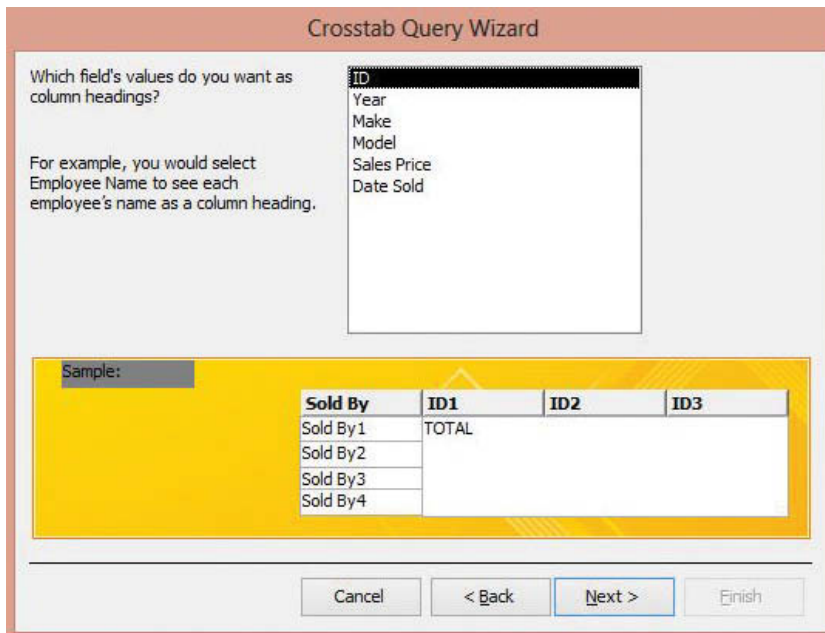 Crosstab Query Wizard
Which field's values do you want as
column headings?
For example, you would select
Employee Name to see each
employee's name as a column heading.
ID
Year
Make
Model
Sales Price
Date Sold
Sample:
Sold By ID1 ID2 ID3
Sold By1 TOTAL
Sold By2
Sold By3
Sold By4
Cancel < Back Next > Finish